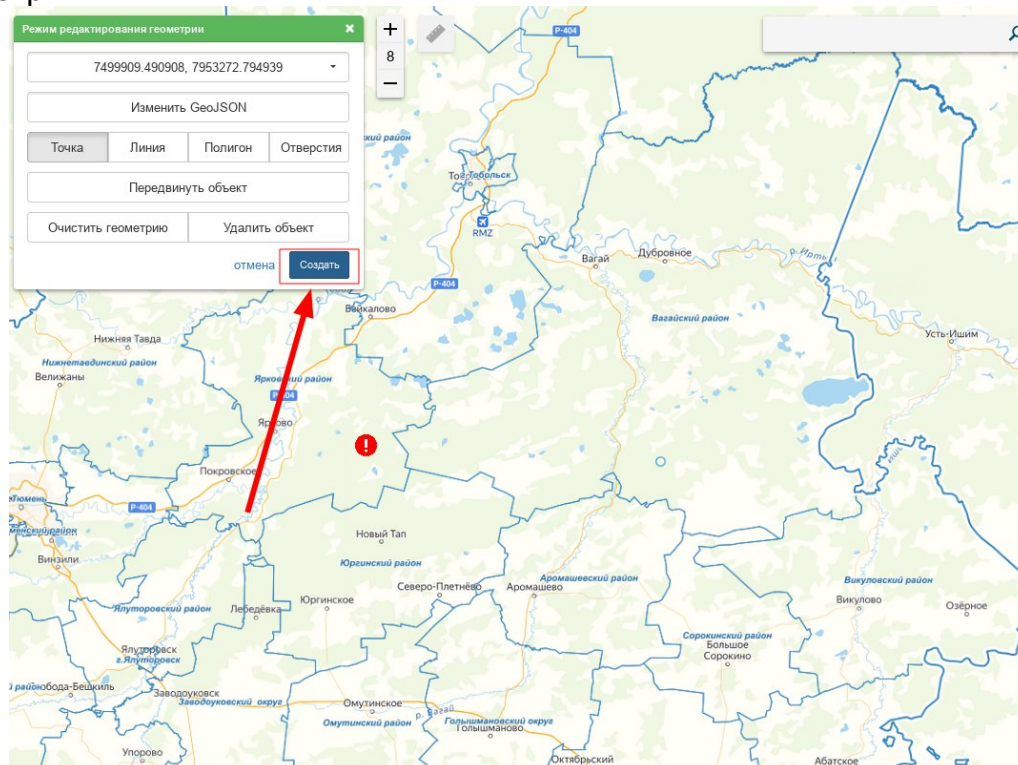 Режим редактирования геометрии
7499909.490908, 7953272.794939
Изменить GeoJSON
Точка Линия Полигон Отверстия
Передвинуть объект
Очистить геометрию Удалить объект
отмена Создать
+
8
−
Р-404
Тобольск
RMZ
Вагай
Дубровное
р. Иртыш
Р-404
Байкалово
Вагайский район
Усть-Ишим
Нижняя Тавда
Нижнетавдинский район
Велижаны
Ярковский район
Р-404
Ярково
Покровское
Тюмень
Р-404
Винзили
Новый Тап
Юргинский район
Северо-Плетнёво
Аромашево
Аромашевский район
Викуловский район
Викулово
Озёрное
Юргинское
Ялуторовский район
Лебедёвка
Сорокинский район
Большое
Сорокино
Ялуторовск
г.Ялуторовск
Заводоуковск
Заводоуковский округ
Омутинское
р. Вагай
Омутинский район
Голышмановский округ
Голышманово
Упорово
Октябрьский
Абатское